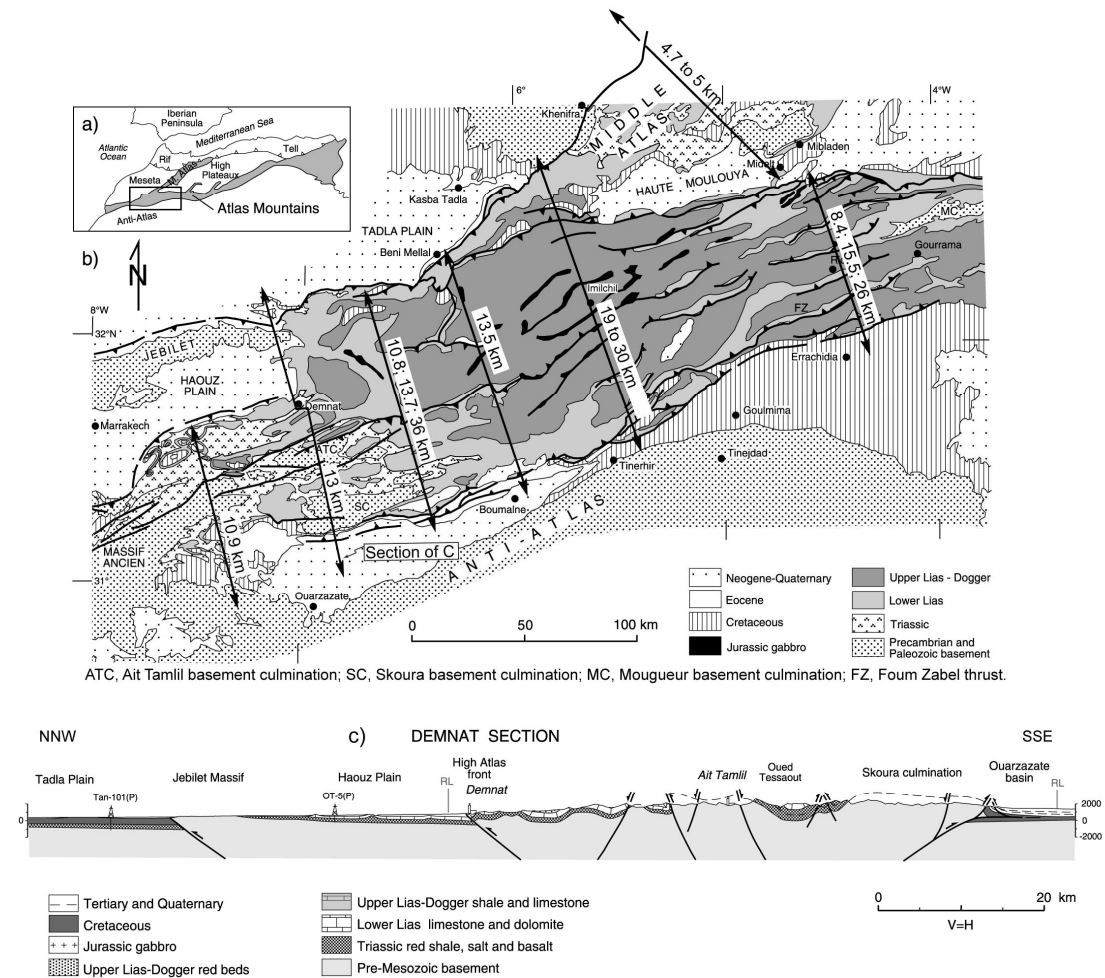 a)
Iberian
Peninsula
Atlantic
Ocean
Mediterranean Sea
Rif
Tell
M. Atlas
High
Plateaux
Meseta
Atlas Mountains
Anti-Atlas
b)
N
6°
4°W
8°W
32°N
31°
4.7 to 5 km
Khenifra
MIDDLE
ATLAS
Mibladen
Midelt
HAUTE MOULOUYA
Kasba Tadla
MC
TADLA PLAIN
Beni Mellal
Gourrama
R
Imilchil
FZ
8.4; 15.5; 26 km
19 to 30 km
13.5 km
10.8; 13.7; 36 km
13 km
10.9 km
JEBILET
HAOUZ
PLAIN
Errachidia
Demnat
Marrakech
Goulmima
ATC
Tinerhir
Tinejdad
SC
Boumalne
MASSIF
ANCIEN
Section of C
ANTI-ATLAS
Ouarzazate
0 50 100 km
Neogene-Quaternary
Eocene
Cretaceous
Jurassic gabbro
Upper Lias - Dogger
Lower Lias
Triassic
Precambrian and
Paleozoic basement
ATC, Ait Tamlil basement culmination; SC, Skoura basement culmination; MC, Mougueur basement culmination; FZ, Foum Zabel thrust.
NNW c) DEMNAT SECTION SSE
Tadla Plain
Jebilet Massif
Haouz Plain
High Atlas
front
Demnat
Ait Tamlil
Oued
Tessaout
Skoura culmination
Ouarzazate
basin
Tan-101(P)
OT-5(P)
RL
RL
0
2000
0
-2000
Tertiary and Quaternary
Cretaceous
Jurassic gabbro
Upper Lias-Dogger red beds
Upper Lias-Dogger shale and limestone
Lower Lias limestone and dolomite
Triassic red shale, salt and basalt
Pre-Mesozoic basement
0 20 km
V=H